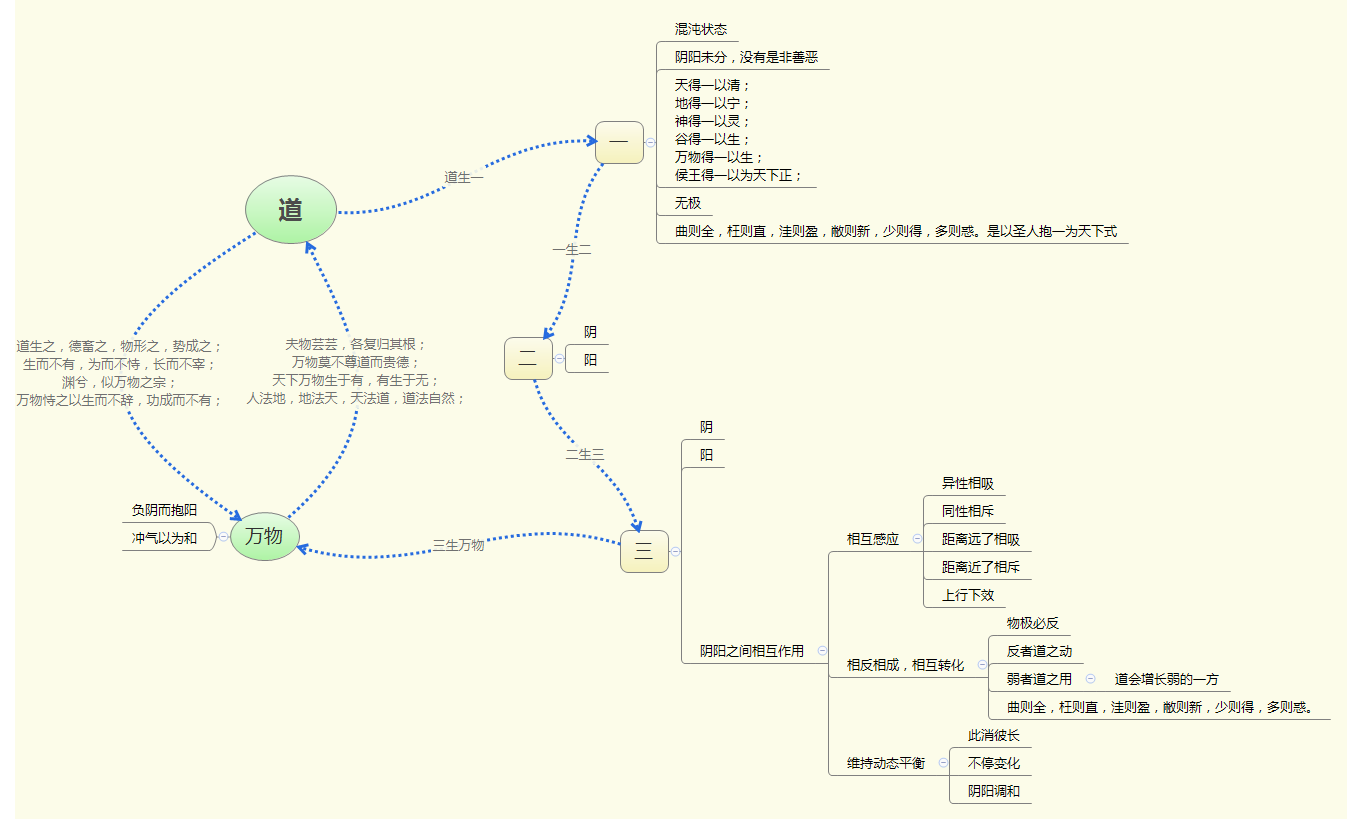 混沌状态
阴阳未分，没有是非善恶
天得一以清；
地得一以宁；
神得一以灵；
谷得一以生；
万物得一以生；
侯王得一以为天下正；
无极
曲则全，枉则直，洼则盈，敝则新，少则得，多则惑。是以圣人抱一为天下式
一
道生一
道
一生二
二
阴
阳
道生之，德畜之，物形之，势成之；
生而不有，为而不恃，长而不宰；
渊兮，似万物之宗；
万物恃之以生而不辞，功成而不有；
夫物芸芸，各复归其根；
万物莫不尊道而贵德；
天下万物生于有，有生于无；
人法地，地法天，天法道，道法自然；
二生三
负阴而抱阳
冲气以为和
万物
三生万物
三
阴
阳
阴阳之间相互作用
相互感应
异性相吸
同性相斥
距离远了相吸
距离近了相斥
上行下效
相反相成，相互转化
物极必反
反者道之动
弱者道之用
道会增长弱的一方
曲则全，枉则直，洼则盈，敝则新，少则得，多则惑。
维持动态平衡
此消彼长
不停变化
阴阳调和